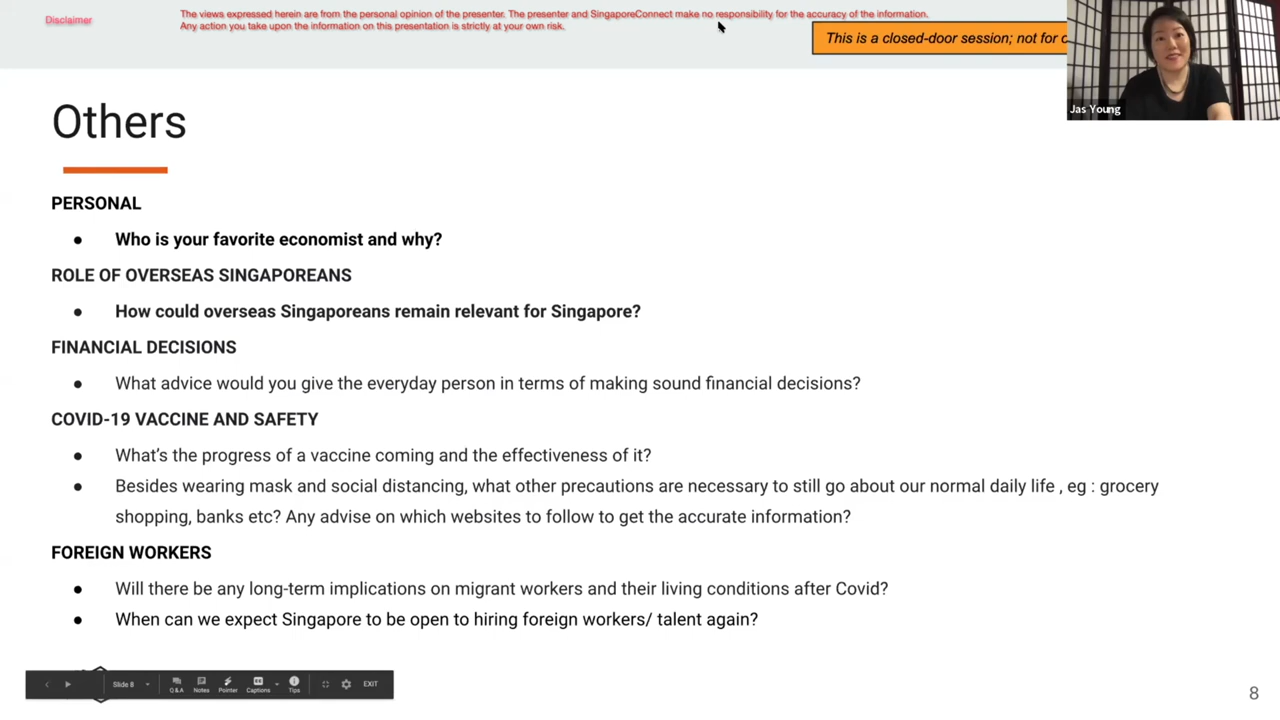 Disclaimer
The views expressed herein are from the personal opinion of the presenter. The presenter and SingaporeConnect make no responsibility for the accuracy of the information.
Any action you take upon the information on this presentation is strictly at your own risk.
This is a closed-door session; not for
Jas Young
Others
PERSONAL
● Who is your favorite economist and why?
ROLE OF OVERSEAS SINGAPOREANS
● How could overseas Singaporeans remain relevant for Singapore?
FINANCIAL DECISIONS
● What advice would you give the everyday person in terms of making sound financial decisions?
COVID-19 VACCINE AND SAFETY
● What's the progress of a vaccine coming and the effectiveness of it?
● Besides wearing mask and social distancing, what other precautions are necessary to still go about our normal daily life , eg : grocery
shopping, banks etc? Any advise on which websites to follow to get the accurate information?
FOREIGN WORKERS
● Will there be any long-term implications on migrant workers and their living conditions after Covid?
● When can we expect Singapore to be open to hiring foreign workers/ talent again?
Slide 8
Q&A
Notes
Pointer
Captions
Tips
EXIT
8